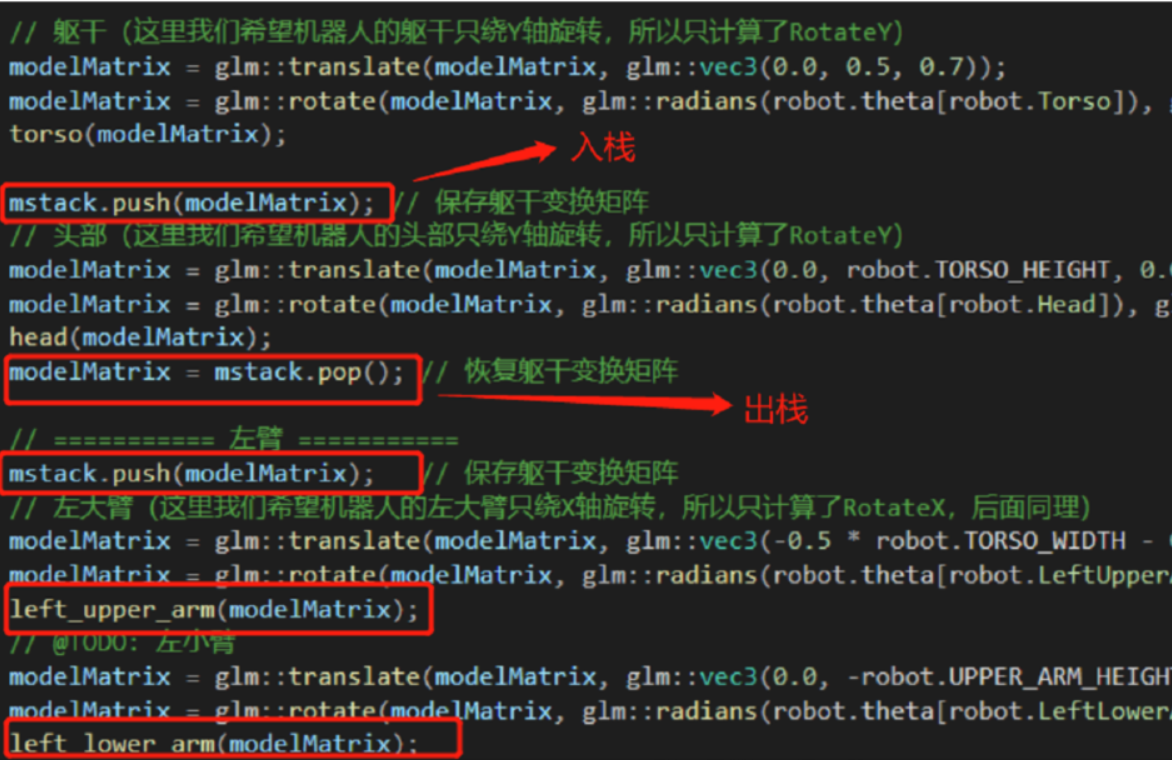 // 躯干（这里我们希望机器人的躯干只绕Y轴旋转，所以只计算了RotateY）
modelMatrix = glm::translate(modelMatrix, glm::vec3(0.0, 0.5, 0.7));
modelMatrix = glm::rotate(modelMatrix, glm::radians(robot.theta[robot.Torso]),
torso(modelMatrix);
入栈
mstack.push(modelMatrix); // 保存躯干变换矩阵
// 头部（这里我们希望机器人的头部只绕Y轴旋转，所以只计算了RotateY）
modelMatrix = glm::translate(modelMatrix, glm::vec3(0.0, robot.TORSO_HEIGHT, 0.
modelMatrix = glm::rotate(modelMatrix, glm::radians(robot.theta[robot.Head]), g
head(modelMatrix);
modelMatrix = mstack.pop(); // 恢复躯干变换矩阵
出栈
// =========== 左臂 ===========
mstack.push(modelMatrix); // 保存躯干变换矩阵
// 左大臂（这里我们希望机器人的左大臂只绕X轴旋转，所以只计算了RotateX，后面同理）
modelMatrix = glm::translate(modelMatrix, glm::vec3(-0.5 * robot.TORSO_WIDTH -
modelMatrix = glm::rotate(modelMatrix, glm::radians(robot.theta[robot.LeftUpper
left_upper_arm(modelMatrix);
// @TODO: 左小臂
modelMatrix = glm::translate(modelMatrix, glm::vec3(0.0, -robot.UPPER_ARM_HEIGH
modelMatrix = glm::rotate(modelMatrix, glm::radians(robot.theta[robot.LeftLower
left_lower_arm(modelMatrix);